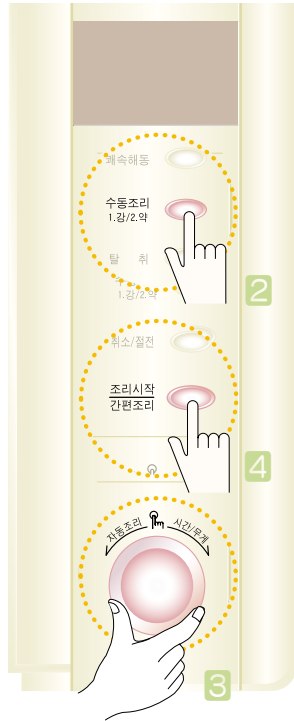 쾌속해동
수동조리
1.강/2.약
탈 취
1.강/2.약
2
취소/절전
조리시작
간편조리
4
자동조리 시간/무게
3